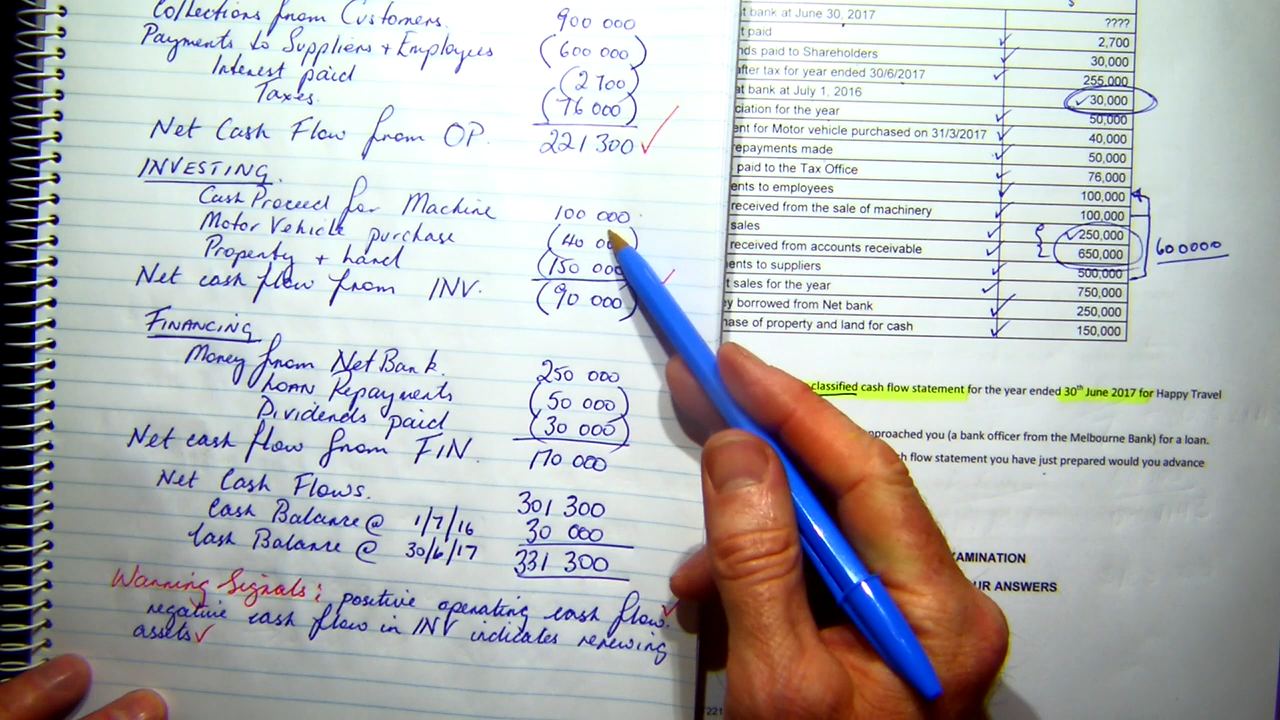 Collections from Customers. 900 000
Payments to Suppliers + Employees (600 000)
Interest paid (2 700)
Taxes. (76 000)
Net Cash Flow from OP. 221 300 ✓
INVESTING.
Cash Proceed for Machine 100 000
Motor Vehicle purchase (40 000)
Property + land (150 000)
Net cash flow from INV. (90 000)
FINANCING
Money from Net Bank. 250 000
LOAN Repayments (50 000)
Dividends paid (30 000)
Net cash flow from FIN. 170 000
Net Cash Flows. 301 300
Cash Balance @ 1/7/16 30 000
Cash Balance @ 30/6/17 331 300
Warning Signals: positive operating cash flow. ✓
negative cash flow in INV indicates renewing
assets ✓
$
t bank at June 30, 2017 ????
t paid ✓ 2,700
nds paid to Shareholders ✓ 30,000
after tax for year ended 30/6/2017 ✓ 255,000
at bank at July 1, 2016 ✓ 30,000
ciation for the year ✓ 50,000
ent for Motor vehicle purchased on 31/3/2017 ✓ 40,000
epayments made ✓ 50,000
paid to the Tax Office ✓ 76,000
ents to employees ✓ 100,000
received from the sale of machinery ✓ 100,000
sales ✓ 250,000
received from accounts receivable ✓ 650,000
600000
ents to suppliers ✓ 500,000
t sales for the year ✓ 750,000
y borrowed from Net bank ✓ 250,000
hase of property and land for cash ✓ 150,000
classified cash flow statement for the year ended 30th June 2017 for Happy Travel
pproached you (a bank officer from the Melbourne Bank) for a loan.
h flow statement you have just prepared would you advance
XAMINATION
UR ANSWERS
221